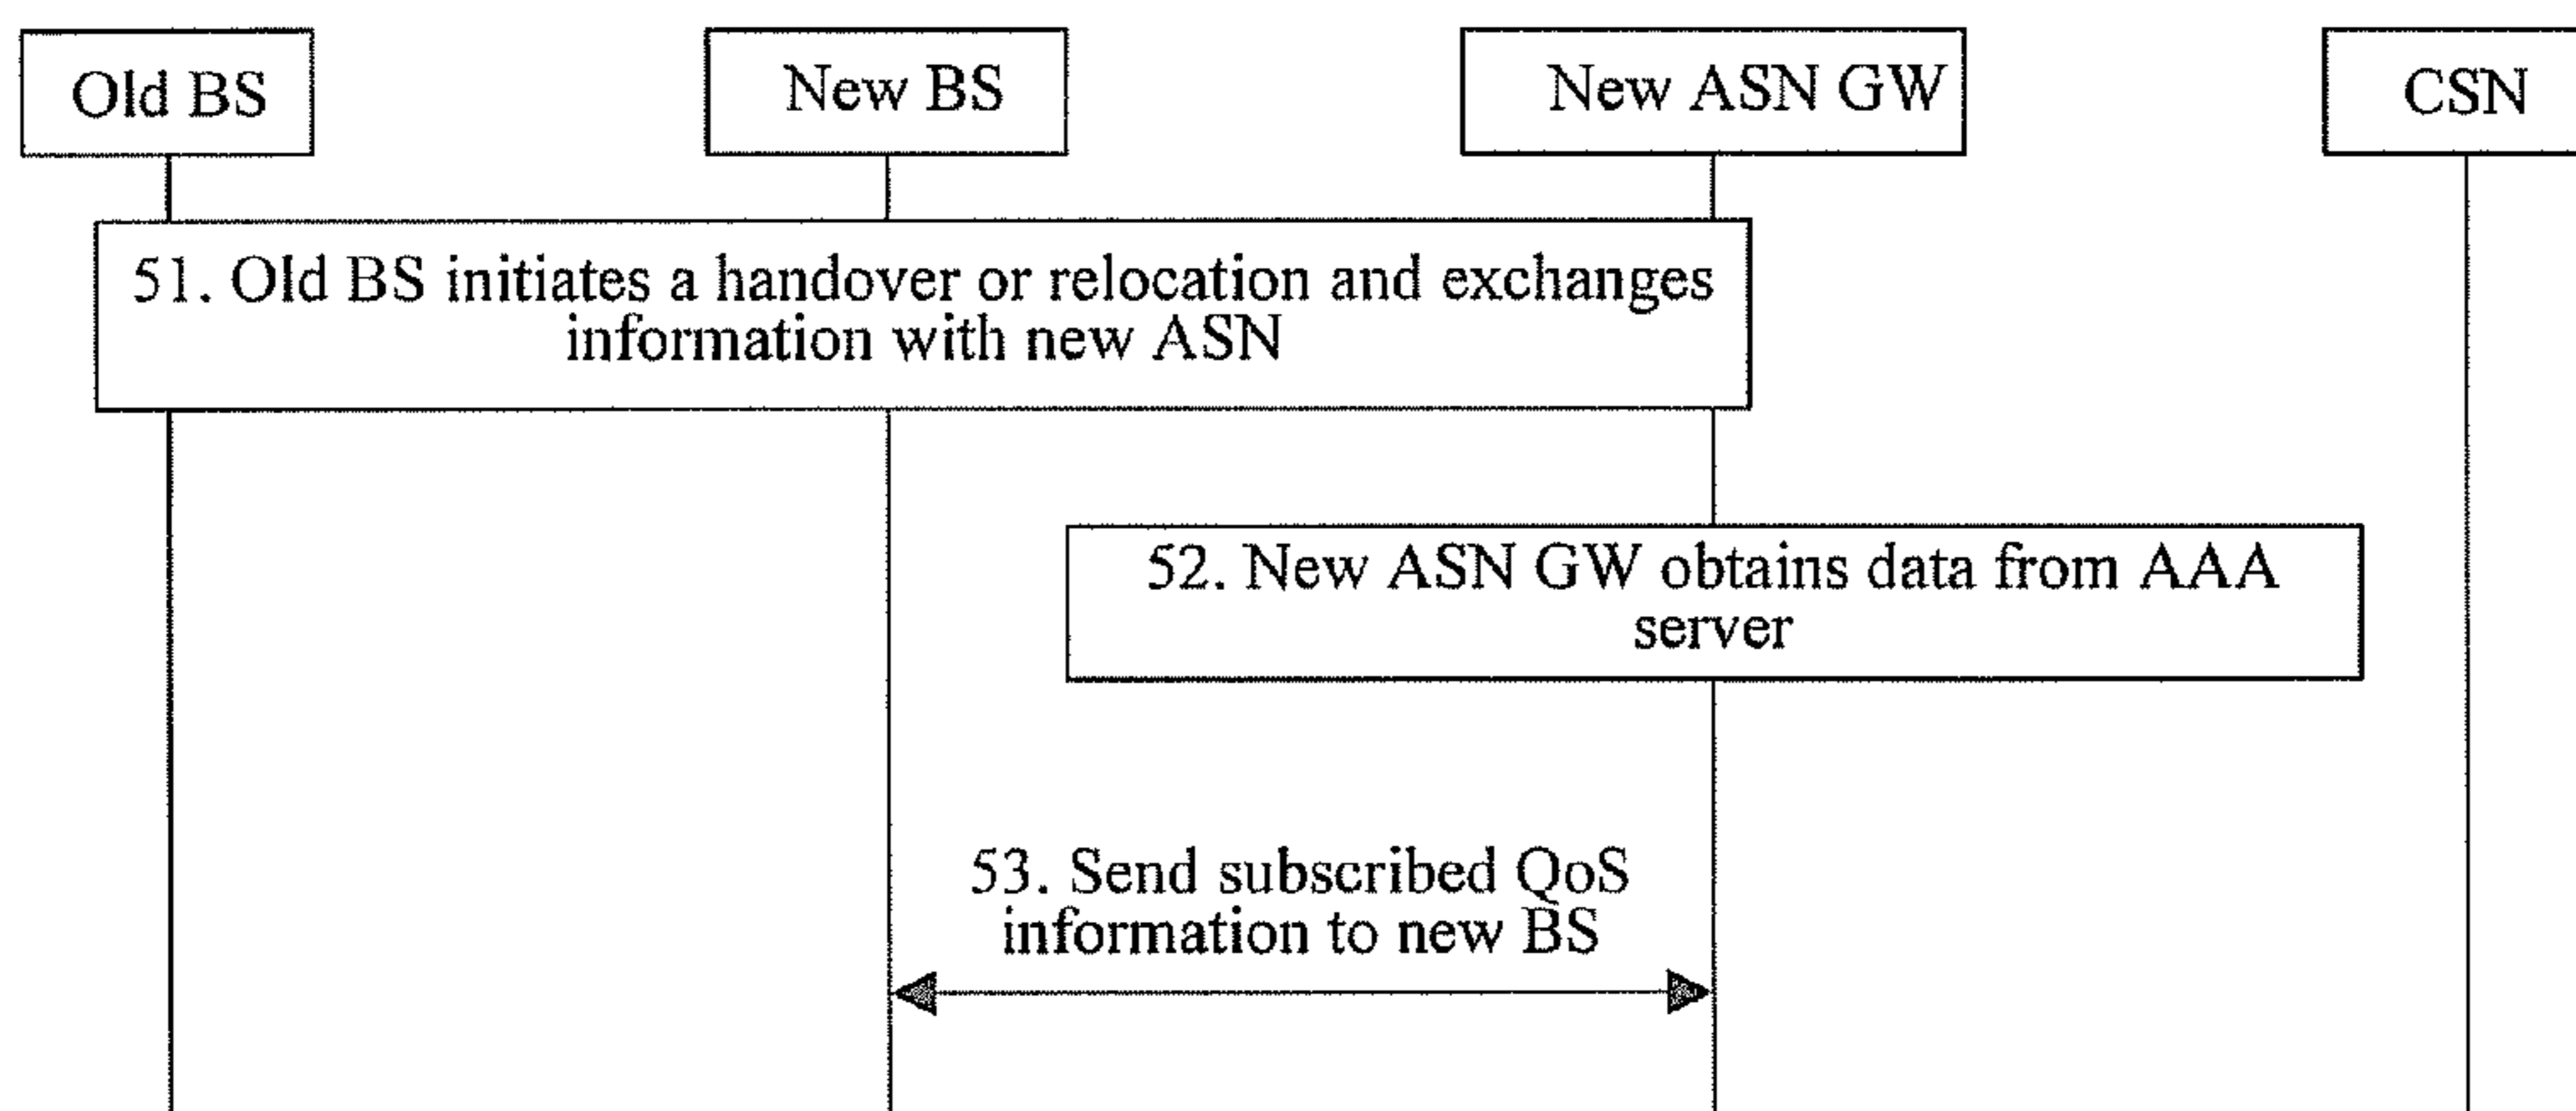 Old BS
New BS
New ASN GW
CSN
51. Old BS initiates a handover or relocation and exchanges
information with new ASN
52. New ASN GW obtains data from AAA
server
53. Send subscribed QoS
information to new BS